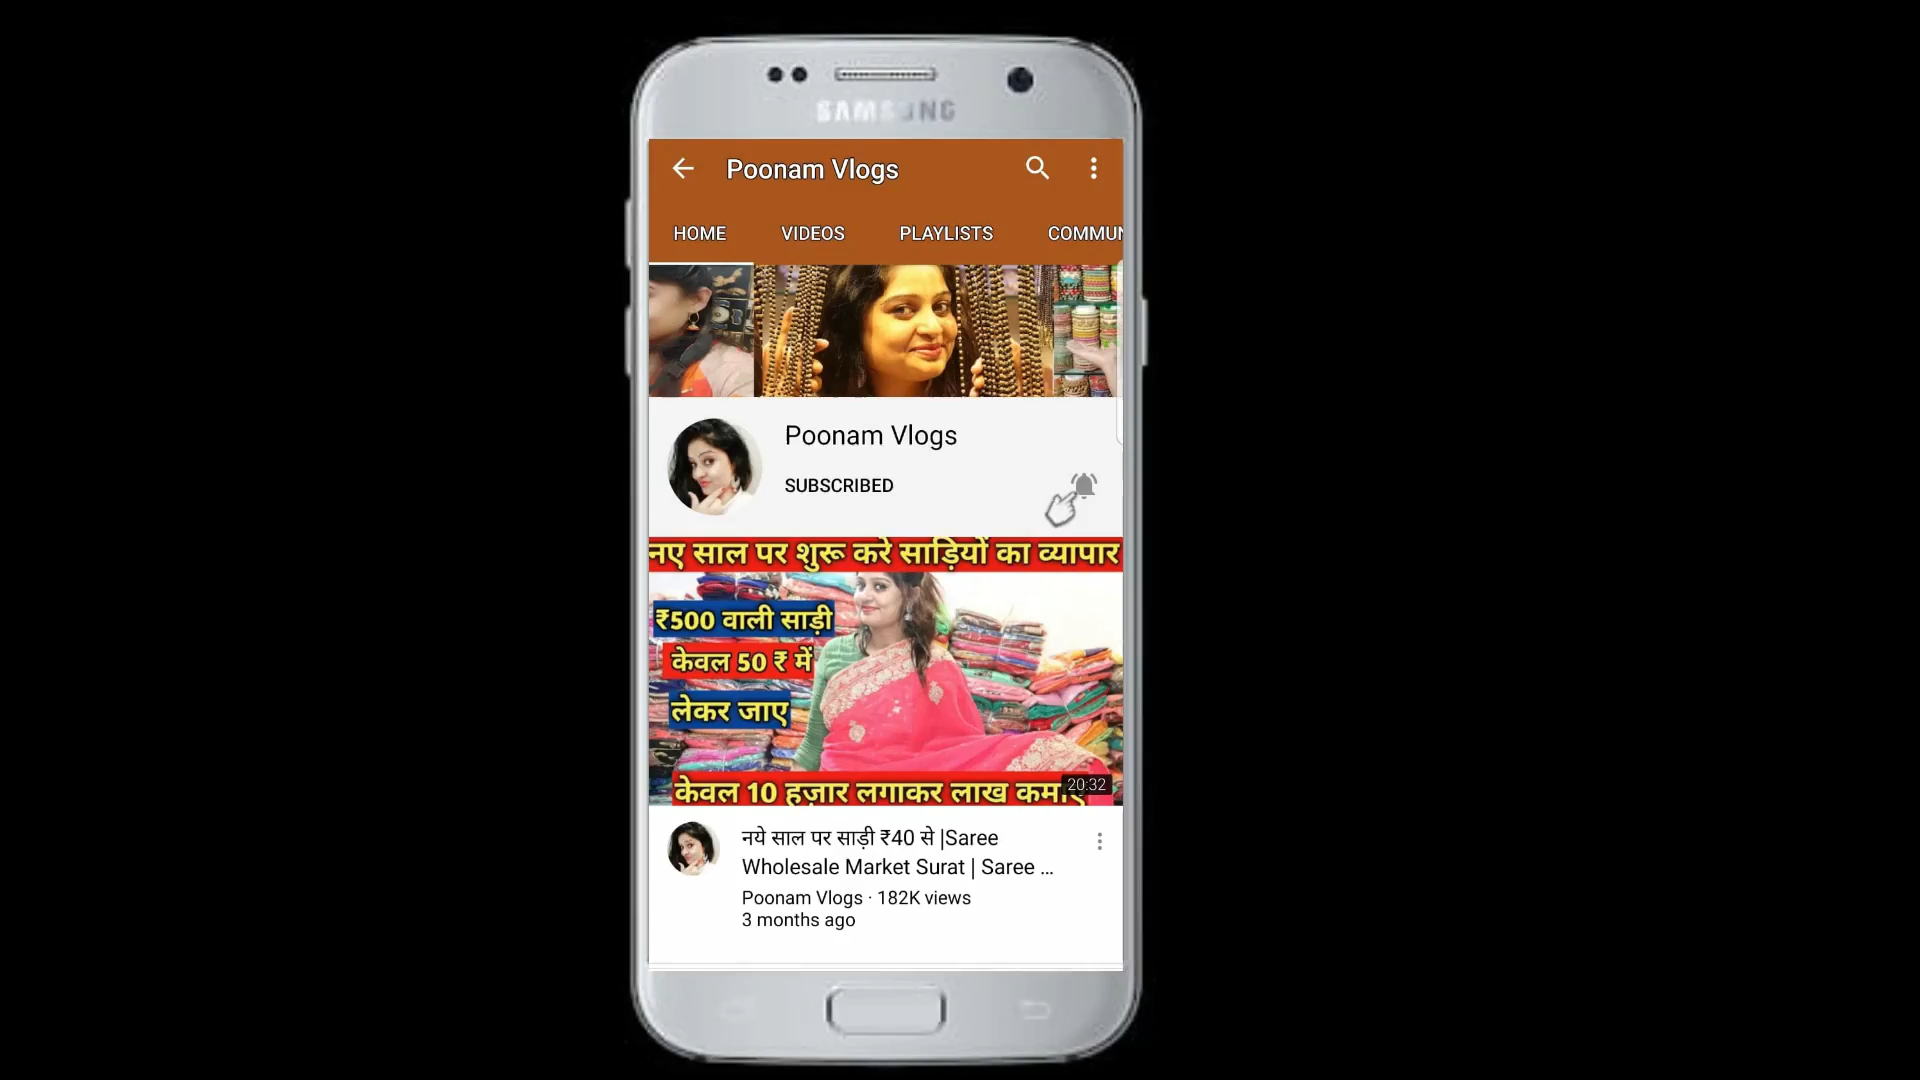 SAMSUNG
Poonam Vlogs
HOME VIDEOS PLAYLISTS COMMUN
Poonam Vlogs
SUBSCRIBED
नए साल पर शुरू करे साड़ियों का व्यापार
₹500 वाली साड़ी
केवल 50 ₹ में
लेकर जाए
केवल 10 हज़ार लगाकर लाख कमाए
20:32
नये साल पर साड़ी ₹40 से |Saree
Wholesale Market Surat | Saree ...
Poonam Vlogs · 182K views
3 months ago